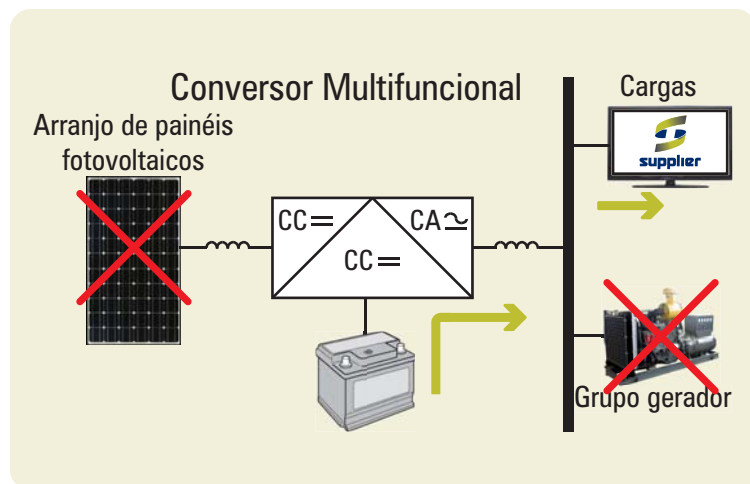 Conversor Multifuncional
Arranjo de painéis
fotovoltaicos
Cargas
supplier
CC
CA
CC
Grupo gerador